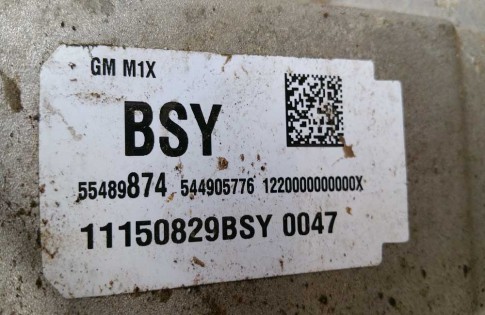 GM M1X
BSY
55489874 544905776 1220000000000X
11150829BSY 0047